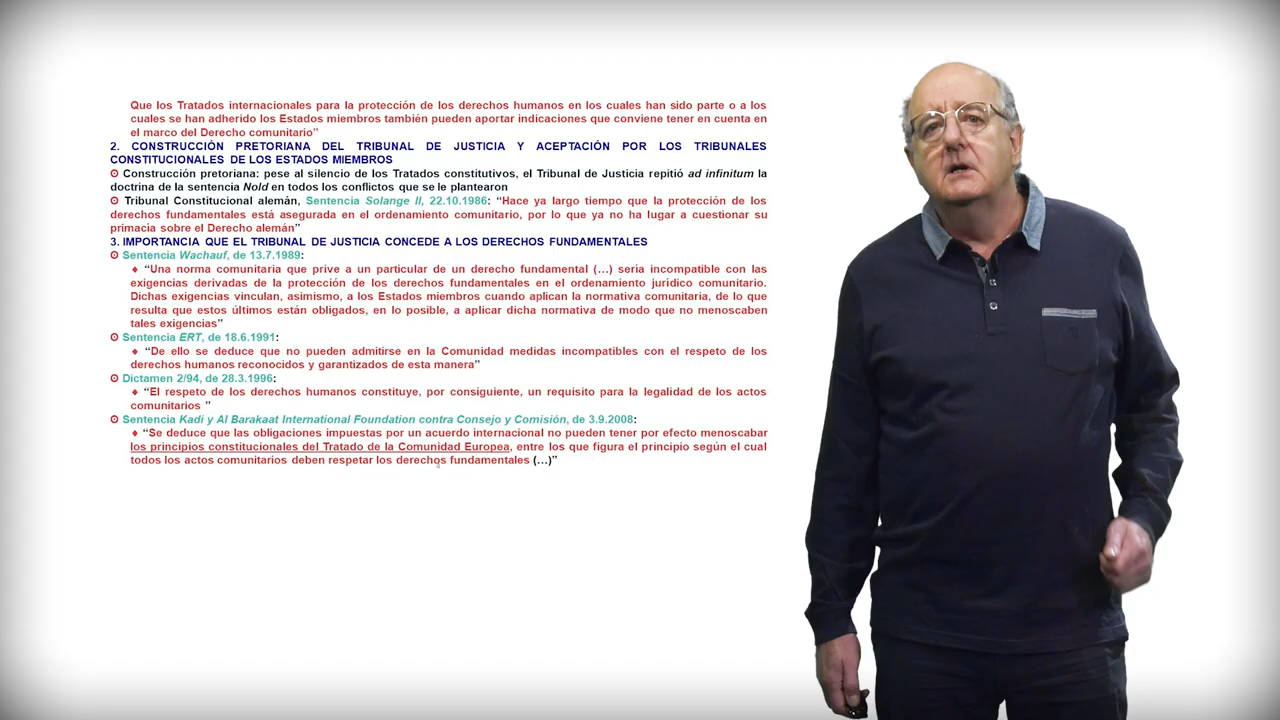 Que los Tratados internacionales para la protección de los derechos humanos en los cuales han sido parte o a los
cuales se han adherido los Estados miembros también pueden aportar indicaciones que conviene tener en cuenta en
el marco del Derecho comunitario”
2. CONSTRUCCIÓN PRETORIANA DEL TRIBUNAL DE JUSTICIA Y ACEPTACIÓN POR LOS TRIBUNALES
CONSTITUCIONALES DE LOS ESTADOS MIEMBROS
⊙ Construcción pretoriana: pese al silencio de los Tratados constitutivos, el Tribunal de Justicia repitió ad infinitum la
doctrina de la sentencia Nold en todos los conflictos que se le plantearon
⊙ Tribunal Constitucional alemán, Sentencia Solange II, 22.10.1986: “Hace ya largo tiempo que la protección de los
derechos fundamentales está asegurada en el ordenamiento comunitario, por lo que ya no ha lugar a cuestionar su
primacía sobre el Derecho alemán”
3. IMPORTANCIA QUE EL TRIBUNAL DE JUSTICIA CONCEDE A LOS DERECHOS FUNDAMENTALES
⊙ Sentencia Wachauf, de 13.7.1989:
♦ “Una norma comunitaria que prive a un particular de un derecho fundamental (…) sería incompatible con las
exigencias derivadas de la protección de los derechos fundamentales en el ordenamiento jurídico comunitario.
Dichas exigencias vinculan, asimismo, a los Estados miembros cuando aplican la normativa comunitaria, de lo que
resulta que estos últimos están obligados, en lo posible, a aplicar dicha normativa de modo que no menoscaben
tales exigencias”
⊙ Sentencia ERT, de 18.6.1991:
♦ “De ello se deduce que no pueden admitirse en la Comunidad medidas incompatibles con el respeto de los
derechos humanos reconocidos y garantizados de esta manera”
⊙ Dictamen 2/94, de 28.3.1996:
♦ “El respeto de los derechos humanos constituye, por consiguiente, un requisito para la legalidad de los actos
comunitarios ”
⊙ Sentencia Kadi y Al Barakaat International Foundation contra Consejo y Comisión, de 3.9.2008:
♦ “Se deduce que las obligaciones impuestas por un acuerdo internacional no pueden tener por efecto menoscabar
los principios constitucionales del Tratado de la Comunidad Europea, entre los que figura el principio según el cual
todos los actos comunitarios deben respetar los derechos fundamentales (…)”